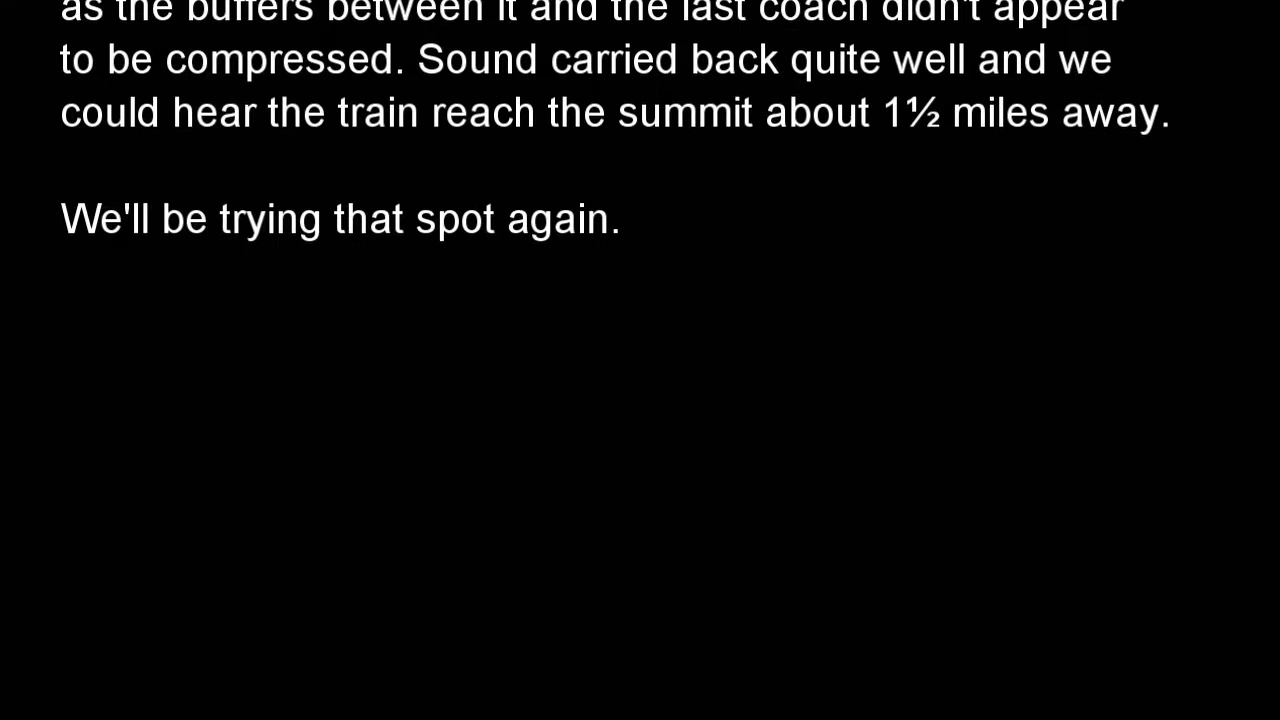 as the buffers between it and the last coach didn't appear
to be compressed. Sound carried back quite well and we
could hear the train reach the summit about 1½ miles away.
We'll be trying that spot again.